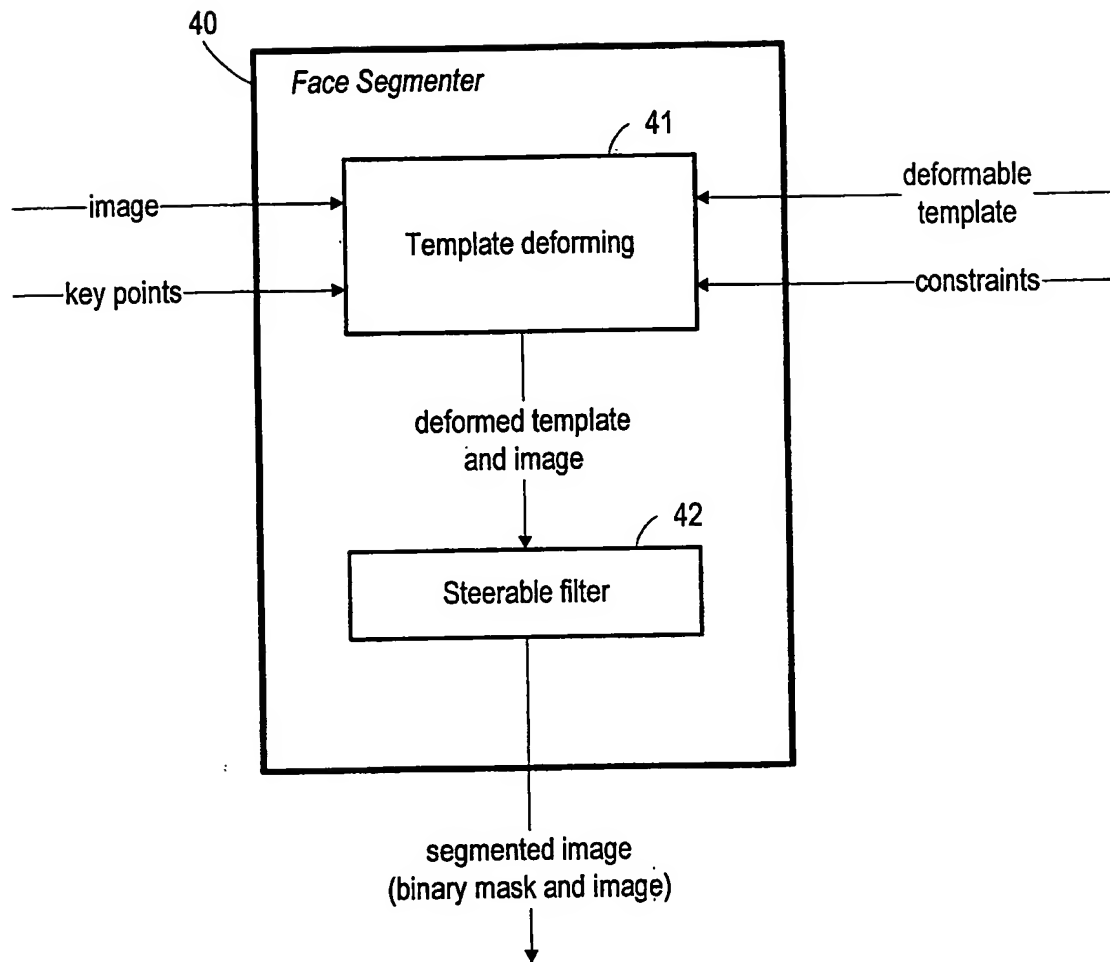 40
Face Segmenter
41
image
deformable
template
Template deforming
key points
constraints
deformed template
and image
42
Steerable filter
segmented image
(binary mask and image)